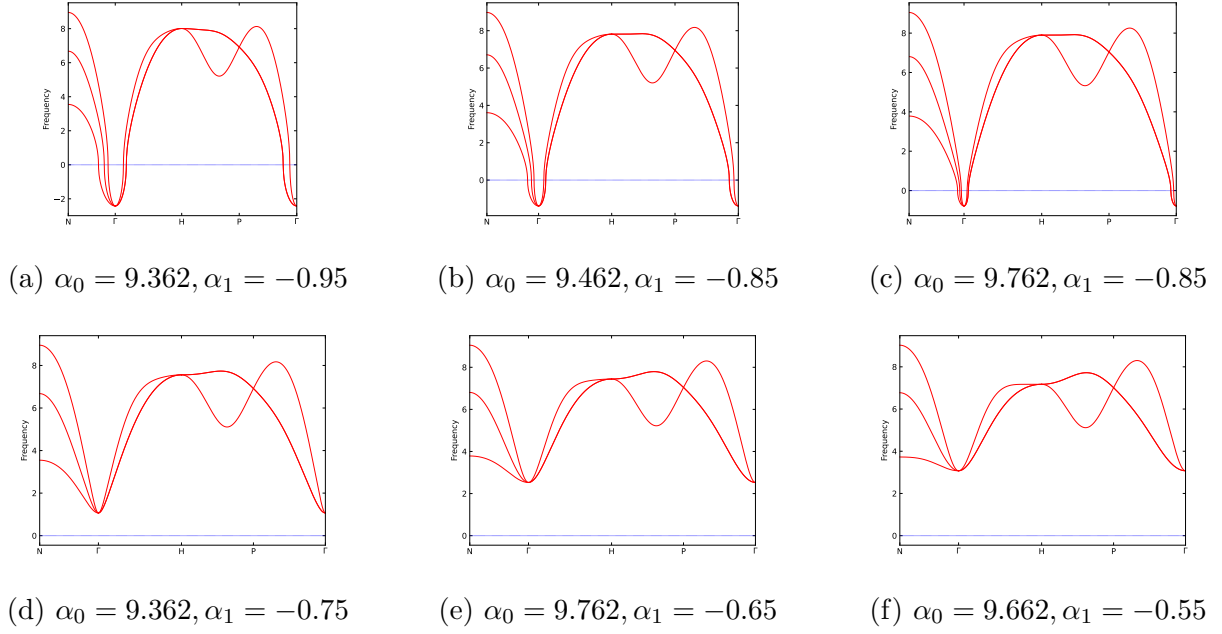 8
6
4
2
0
−2
Frequency
N Γ H P Γ
8
6
4
2
0
Frequency
N Γ H P Γ
8
6
4
2
0
Frequency
N Γ H P Γ
(a) α₀ = 9.362, α₁ = −0.95
(b) α₀ = 9.462, α₁ = −0.85
(c) α₀ = 9.762, α₁ = −0.85
8
6
4
2
0
Frequency
N Γ H P Γ
8
6
4
2
0
Frequency
N Γ H P Γ
8
6
4
2
0
Frequency
N Γ H P Γ
(d) α₀ = 9.362, α₁ = −0.75
(e) α₀ = 9.762, α₁ = −0.65
(f) α₀ = 9.662, α₁ = −0.55